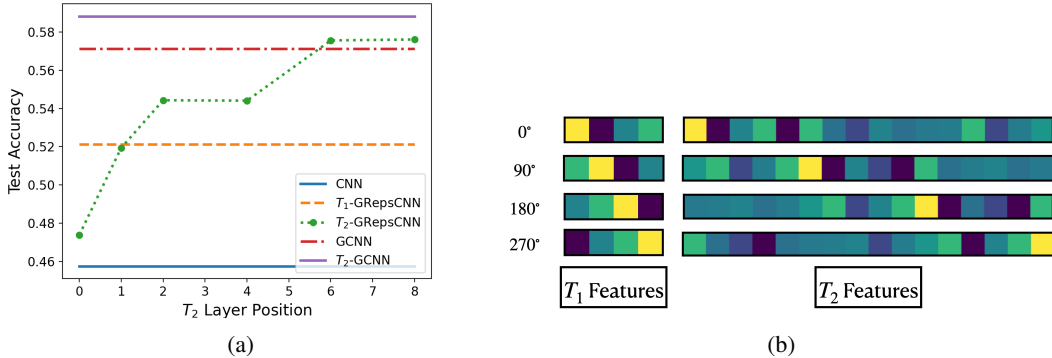 0.58
0.56
0.54
0.52
0.50
0.48
0.46
Test Accuracy
CNN
T₁-GRepsCNN
T₂-GRepsCNN
GCNN
T₂-GCNN
0 1 2 3 4 5 6 7 8
T₂ Layer Position
(a)
0°
90°
180°
270°
T₁ Features
T₂ Features
(b)